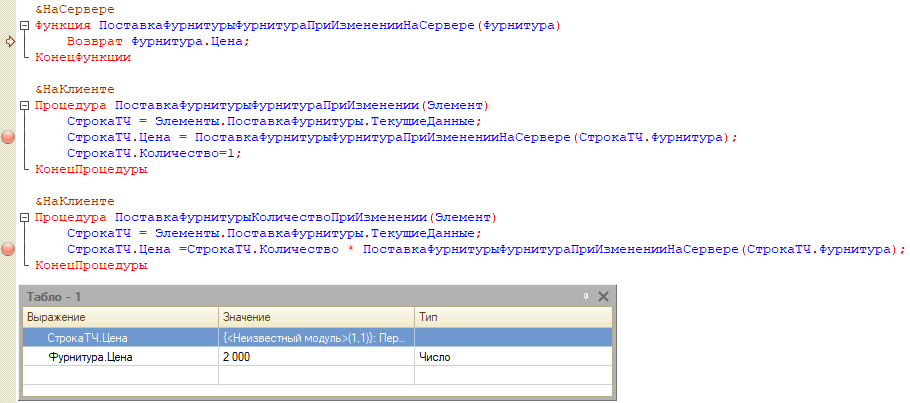 &НаСервере
Функция ПоставкаФурнитурыФурнитураПриИзмененииНаСервере(Фурнитура)
Возврат Фурнитура.Цена;
КонецФункции
&НаКлиенте
Процедура ПоставкаФурнитурыФурнитураПриИзменении(Элемент)
СтрокаТЧ = Элементы.ПоставкаФурнитуры.ТекущиеДанные;
СтрокаТЧ.Цена = ПоставкаФурнитурыФурнитураПриИзмененииНаСервере(СтрокаТЧ.Фурнитура);
СтрокаТЧ.Количество=1;
КонецПроцедуры
&НаКлиенте
Процедура ПоставкаФурнитурыКоличествоПриИзменении(Элемент)
СтрокаТЧ = Элементы.ПоставкаФурнитуры.ТекущиеДанные;
СтрокаТЧ.Цена =СтрокаТЧ.Количество * ПоставкаФурнитурыФурнитураПриИзмененииНаСервере(СтрокаТЧ.Фурнитура);
КонецПроцедуры
Табло - 1
Выражение Значение Тип
СтрокаТЧ.Цена {<Неизвестный модуль>(1,1)}: Пер...
Фурнитура.Цена 2 000 Число